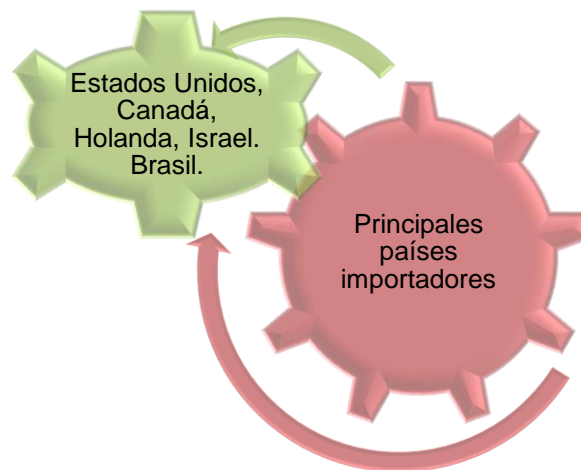 Estados Unidos,
Canadá,
Holanda, Israel.
Brasil.
Principales
países
importadores